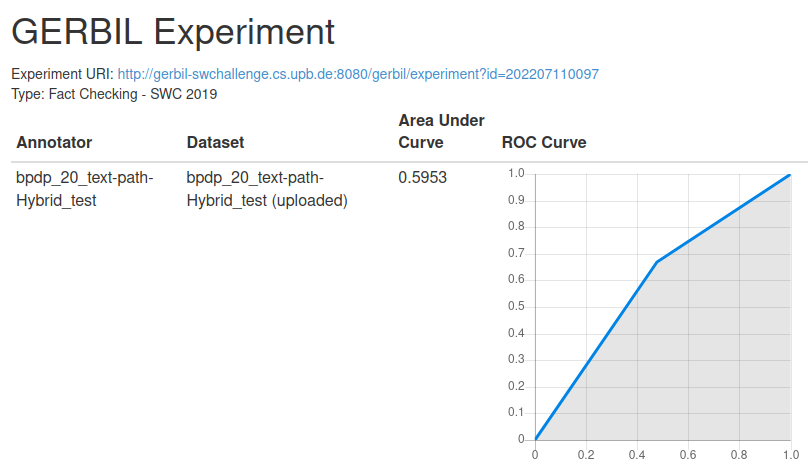 GERBIL Experiment
Experiment URI: http://gerbil-swchallenge.cs.upb.de:8080/gerbil/experiment?id=202207110097
Type: Fact Checking - SWC 2019
Annotator
Dataset
Area Under
Curve
ROC Curve
bpdp_20_text-path-
Hybrid_test
bpdp_20_text-path-
Hybrid_test (uploaded)
0.5953
1.0
0.9
0.8
0.7
0.6
0.5
0.4
0.3
0.2
0.1
0
0 0.2 0.4 0.6 0.8 1.0